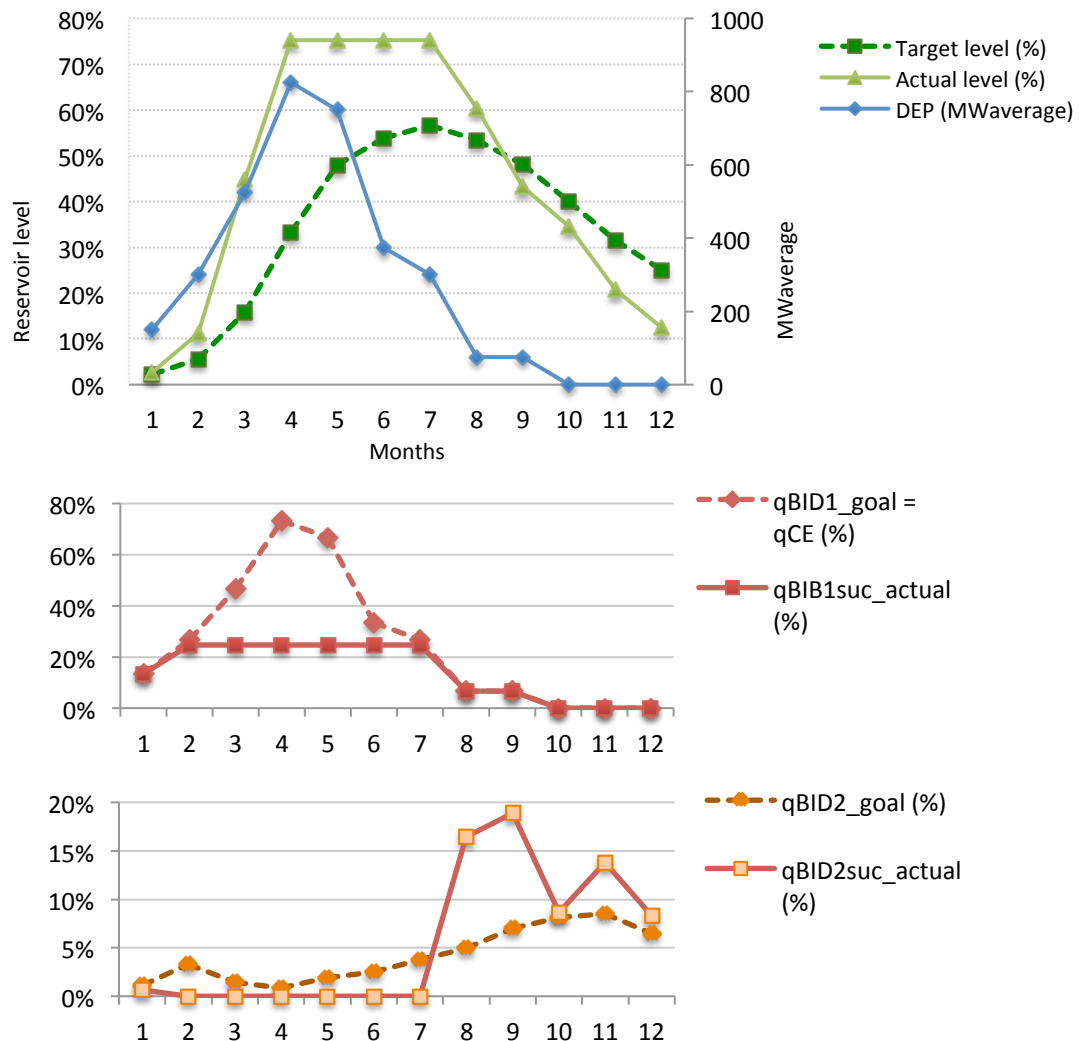 80%
70%
60%
50%
40%
30%
20%
10%
0%
Reservoir level
1000
800
600
400
200
0
MWaverage
1 2 3 4 5 6 7 8 9 10 11 12
Months
Target level (%)
Actual level (%)
DEP (MWaverage)
80%
60%
40%
20%
0%
1 2 3 4 5 6 7 8 9 10 11 12
qBID1_goal =
qCE (%)
qBIB1suc_actual
(%)
20%
15%
10%
5%
0%
1 2 3 4 5 6 7 8 9 10 11 12
qBID2_goal (%)
qBID2suc_actual
(%)